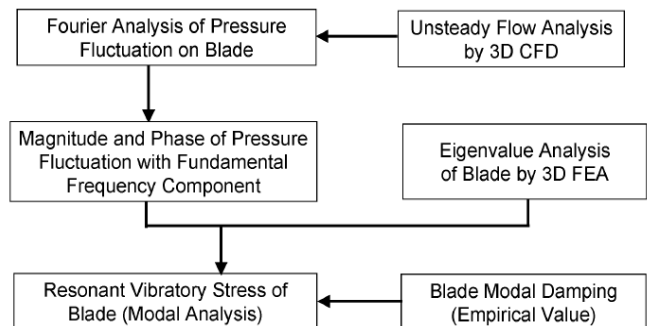 Fourier Analysis of Pressure
Fluctuation on Blade
Unsteady Flow Analysis
by 3D CFD
Magnitude and Phase of Pressure
Fluctuation with Fundamental
Frequency Component
Eigenvalue Analysis
of Blade by 3D FEA
Resonant Vibratory Stress of
Blade (Modal Analysis)
Blade Modal Damping
(Empirical Value)